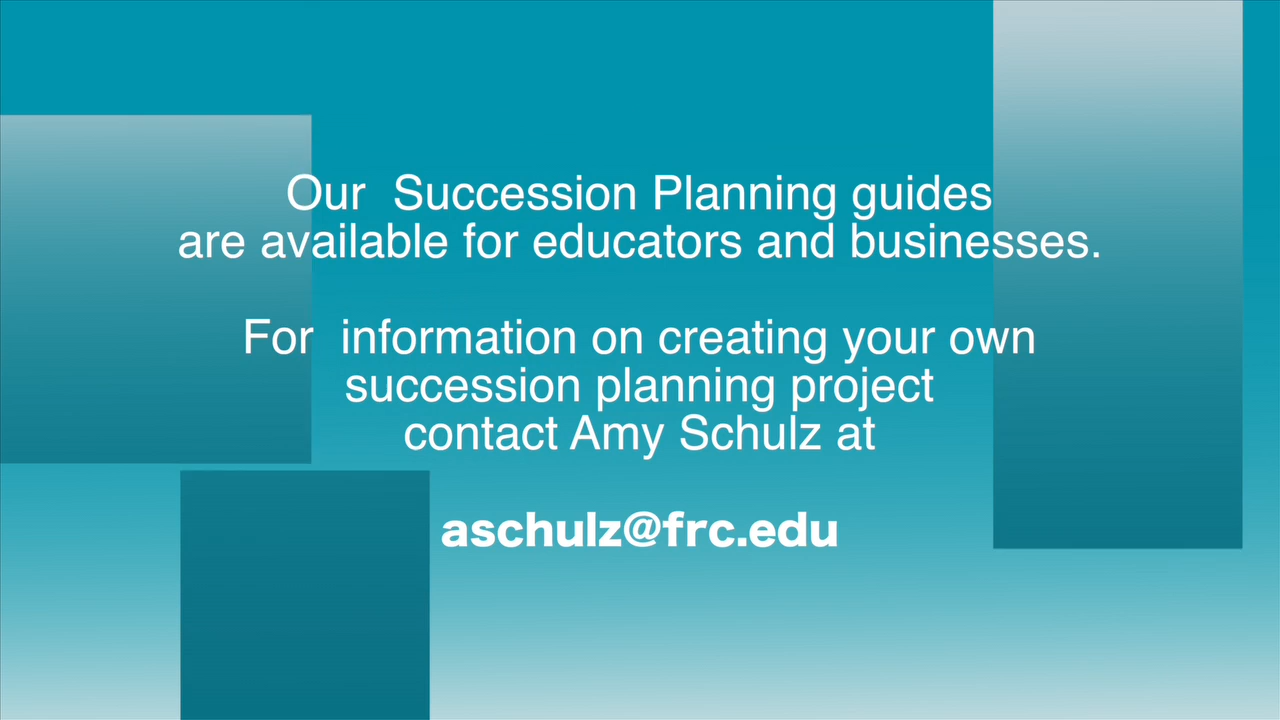 Our  Succession Planning guides
are available for educators and businesses.
For  information on creating your own
succession planning project
contact Amy Schulz at
aschulz@frc.edu